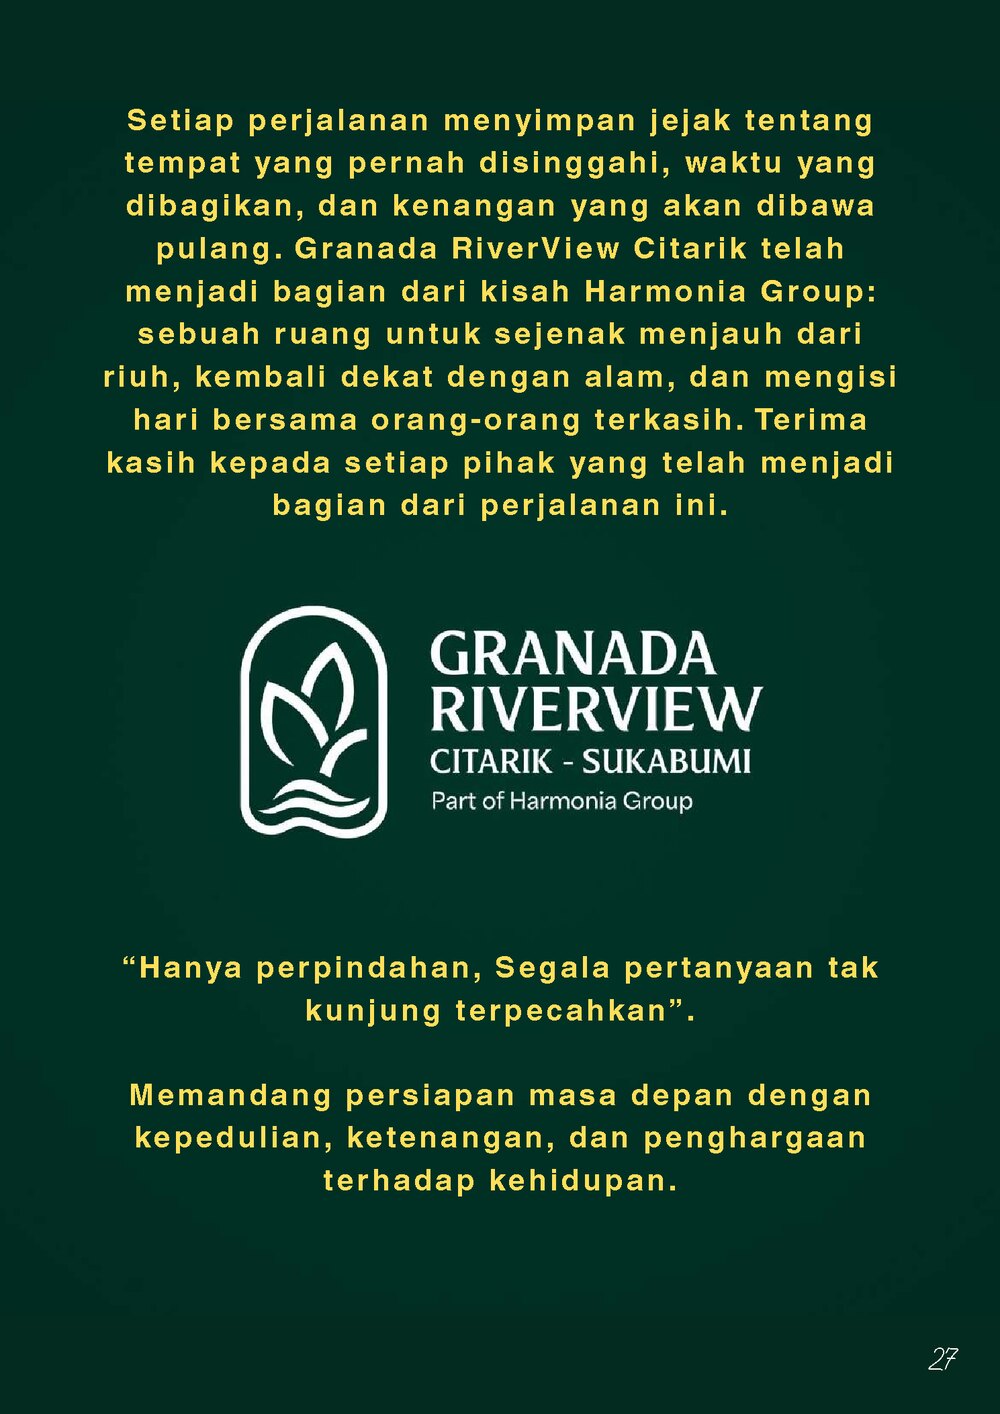 Setiap perjalanan menyimpan jejak tentang
tempat yang pernah disinggahi, waktu yang
dibagikan, dan kenangan yang akan dibawa
pulang. Granada RiverView Citarik telah
menjadi bagian dari kisah Harmonia Group:
sebuah ruang untuk sejenak menjauh dari
riuh, kembali dekat dengan alam, dan mengisi
hari bersama orang-orang terkasih. Terima
kasih kepada setiap pihak yang telah menjadi
bagian dari perjalanan ini.
GRANADA
RIVERVIEW
CITARIK - SUKABUMI
Part of Harmonia Group
“Hanya perpindahan, Segala pertanyaan tak
kunjung terpecahkan”.
Memandang persiapan masa depan dengan
kepedulian, ketenangan, dan penghargaan
terhadap kehidupan.
27